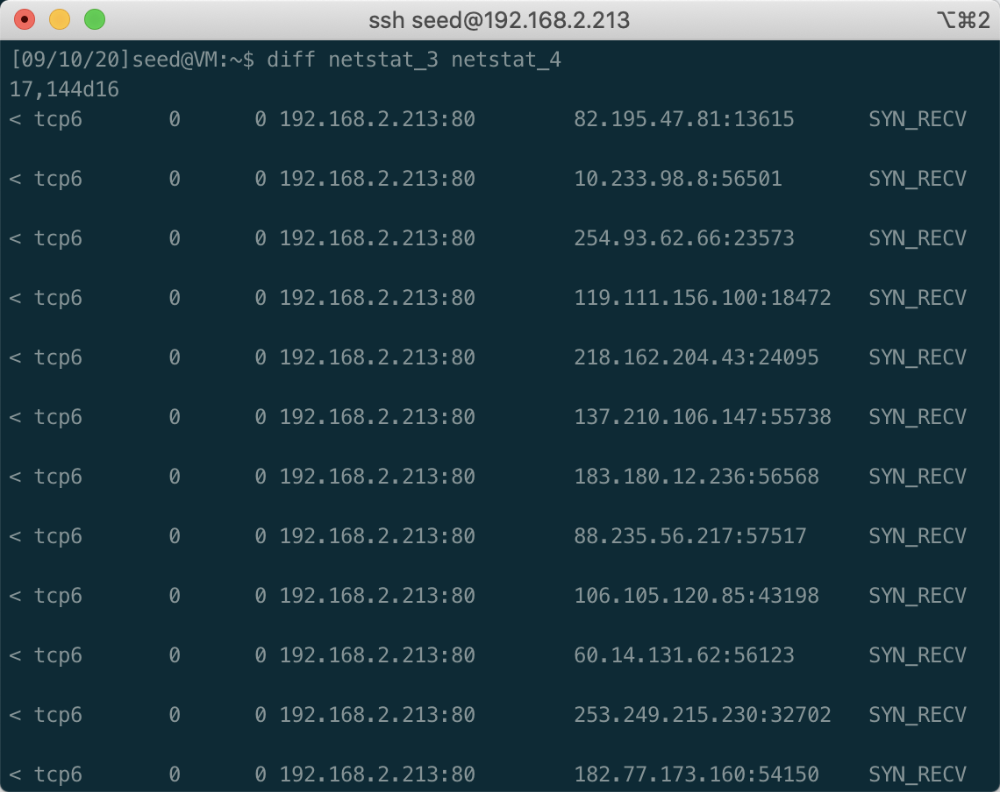 ssh seed@192.168.2.213 ⌥⌘2
[09/10/20]seed@VM:~$ diff netstat_3 netstat_4
17,144d16
< tcp6       0      0 192.168.2.213:80        82.195.47.81:13615      SYN_RECV
< tcp6       0      0 192.168.2.213:80        10.233.98.8:56501       SYN_RECV
< tcp6       0      0 192.168.2.213:80        254.93.62.66:23573      SYN_RECV
< tcp6       0      0 192.168.2.213:80        119.111.156.100:18472   SYN_RECV
< tcp6       0      0 192.168.2.213:80        218.162.204.43:24095    SYN_RECV
< tcp6       0      0 192.168.2.213:80        137.210.106.147:55738   SYN_RECV
< tcp6       0      0 192.168.2.213:80        183.180.12.236:56568    SYN_RECV
< tcp6       0      0 192.168.2.213:80        88.235.56.217:57517     SYN_RECV
< tcp6       0      0 192.168.2.213:80        106.105.120.85:43198    SYN_RECV
< tcp6       0      0 192.168.2.213:80        60.14.131.62:56123      SYN_RECV
< tcp6       0      0 192.168.2.213:80        253.249.215.230:32702   SYN_RECV
< tcp6       0      0 192.168.2.213:80        182.77.173.160:54150    SYN_RECV